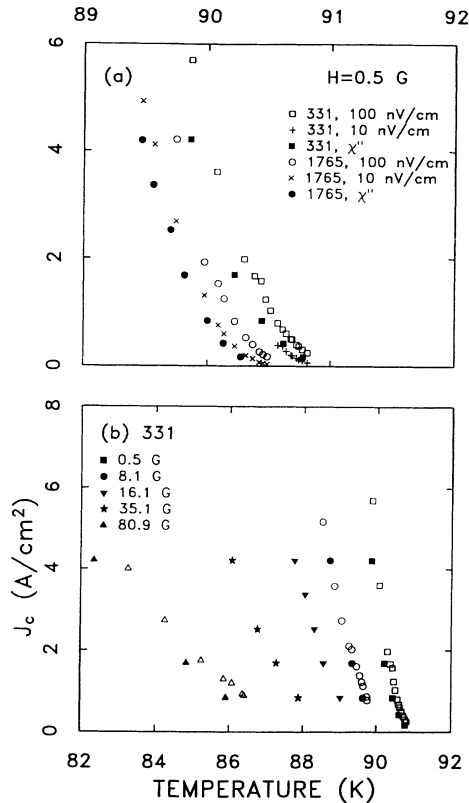 89 90 91 92
6
4
2
0
(a)
H=0.5 G
□ 331, 100 nV/cm
+ 331, 10 nV/cm
■ 331, χ"
○ 1765, 100 nV/cm
× 1765, 10 nV/cm
● 1765, χ"
8
6
4
2
0
(b) 331
■ 0.5 G
● 8.1 G
▼ 16.1 G
★ 35.1 G
▲ 80.9 G
J_c (A/cm²)
82 84 86 88 90 92
TEMPERATURE (K)